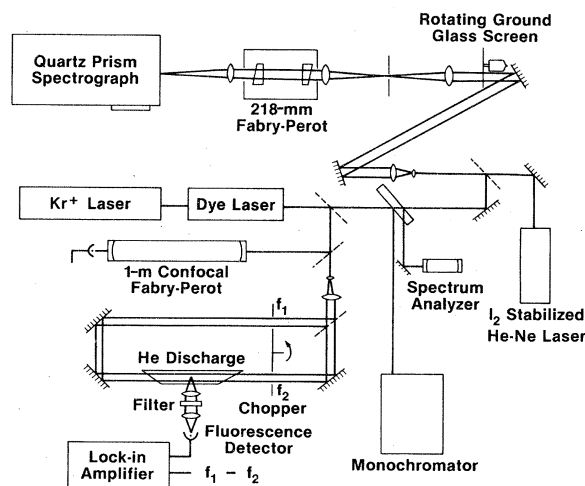 Rotating Ground
Glass Screen
Quartz Prism
Spectrograph
218-mm
Fabry-Perot
Kr+ Laser
Dye Laser
1-m Confocal
Fabry-Perot
Spectrum
Analyzer
I2 Stabilized
He-Ne Laser
f1
He Discharge
f2
Filter
Chopper
Fluorescence
Detector
Lock-in
Amplifier
f1 - f2
Monochromator